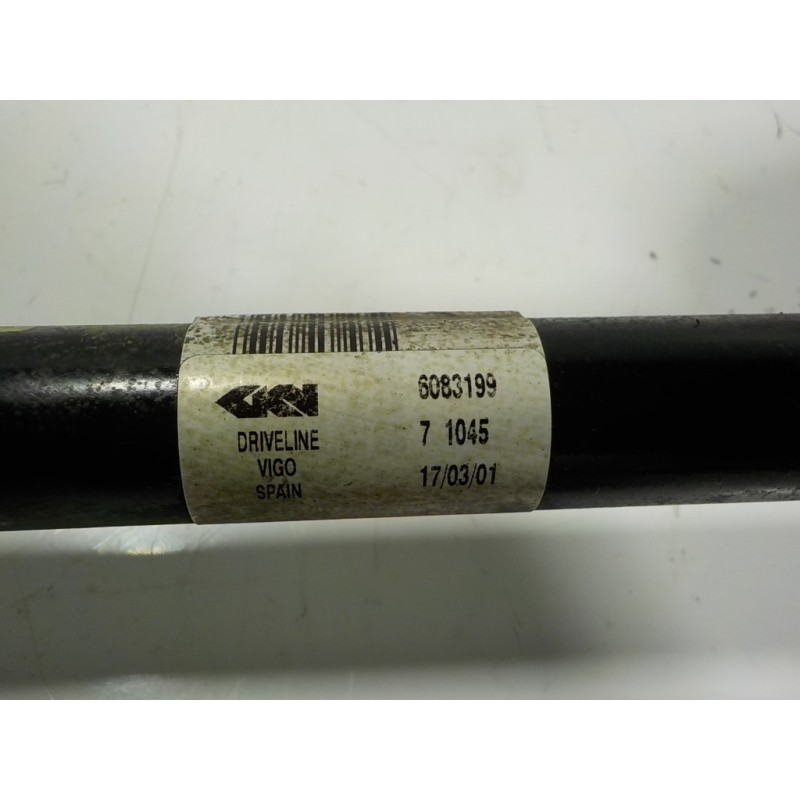 GKN
DRIVELINE
VIGO
SPAIN
6083199
7 1045
17/03/01